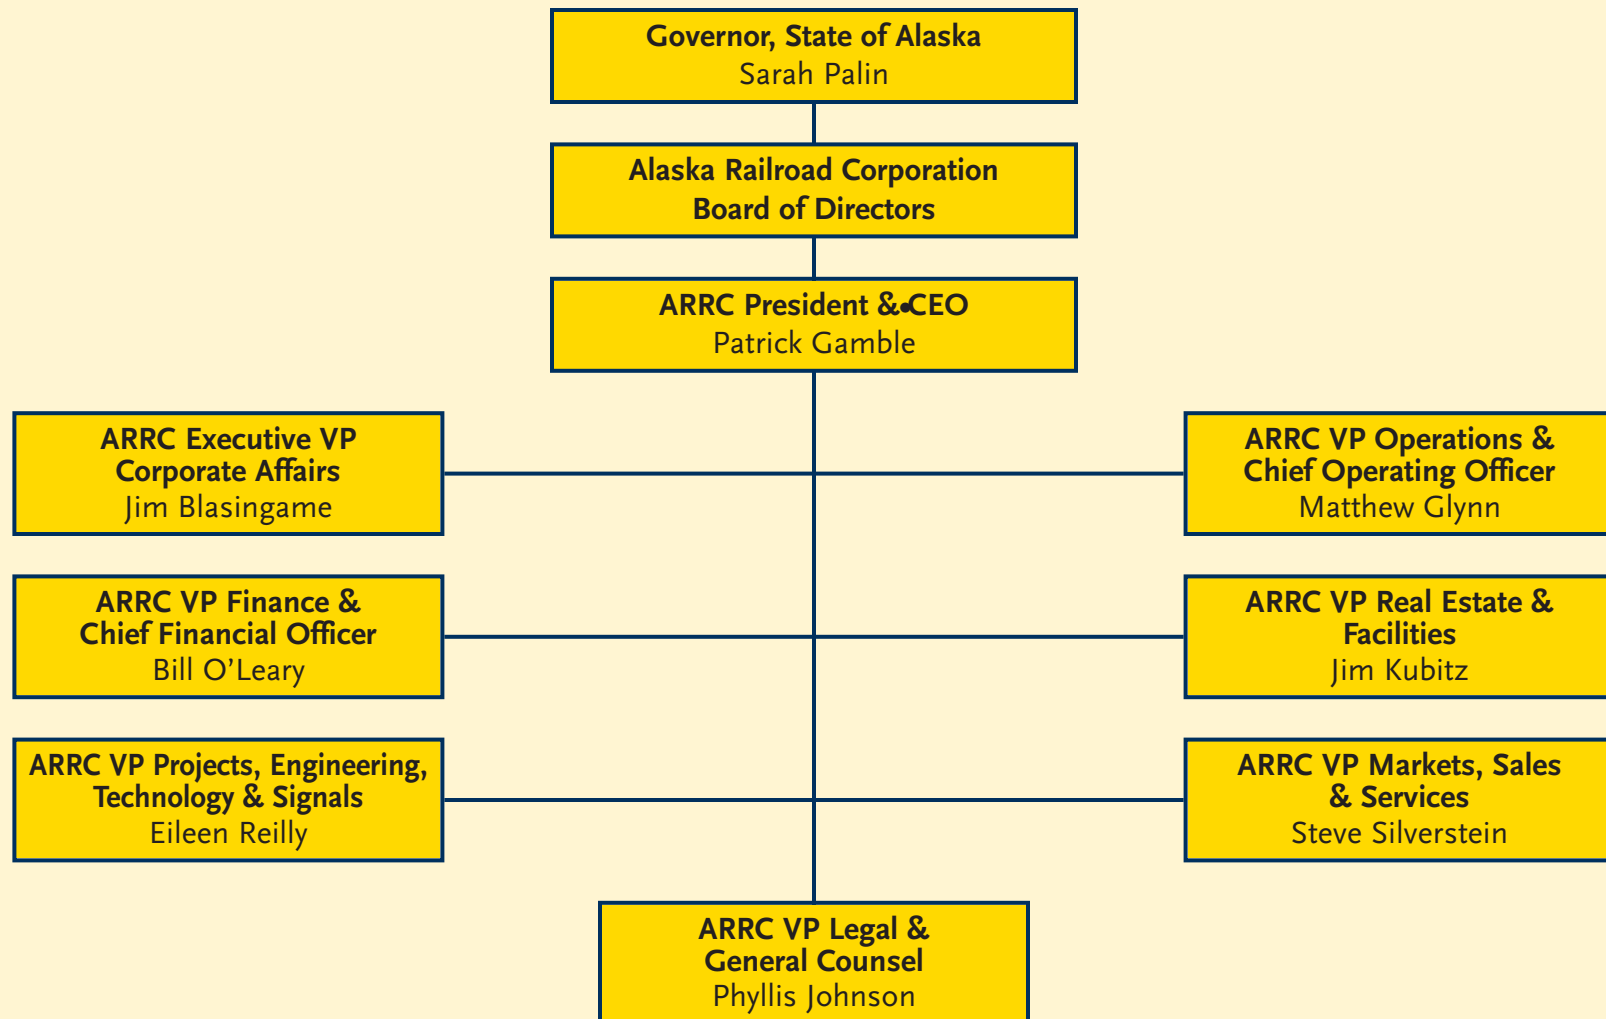 Governor, State of Alaska
Sarah Palin
Alaska Railroad Corporation
Board of Directors
ARRC President &•CEO
Patrick Gamble
ARRC Executive VP
Corporate Affairs
Jim Blasingame
ARRC VP Operations &
Chief Operating Officer
Matthew Glynn
ARRC VP Finance &
Chief Financial Officer
Bill O’Leary
ARRC VP Real Estate &
Facilities
Jim Kubitz
ARRC VP Projects, Engineering,
Technology & Signals
Eileen Reilly
ARRC VP Markets, Sales
& Services
Steve Silverstein
ARRC VP Legal &
General Counsel
Phyllis Johnson